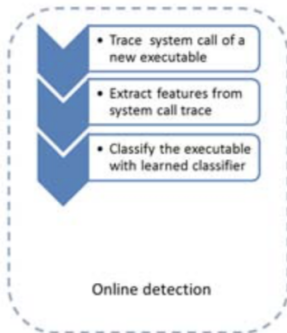 • Trace system call of a
new executable
• Extract features from
system call trace
• Classify the executable
with learned classifier
Online detection